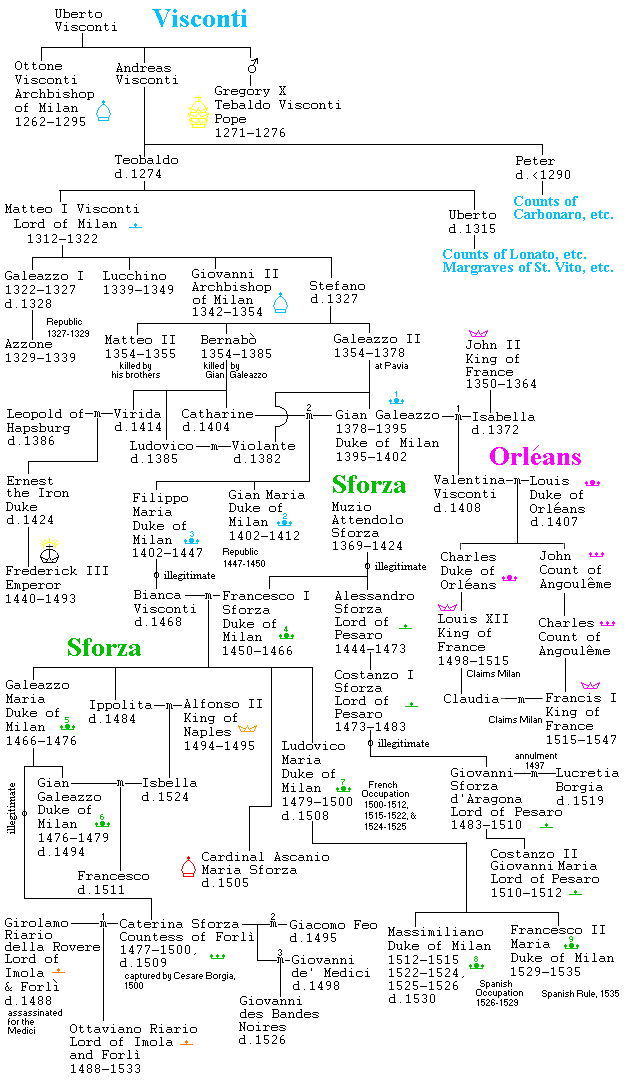 Uberto
Visconti
Visconti
Ottone
Visconti
Archbishop
of Milan
1262–1295
Andreas
Visconti
♂
Gregory X
Tebaldo Visconti
Pope
1271–1276
Teobaldo
d.1274
Peter
d.<1290
Counts of
Carbonaro, etc.
Matteo I Visconti
Lord of Milan
1312–1322
Uberto
d.1315
Counts of Lonato, etc.
Margraves of St. Vito, etc.
Galeazzo I
1322–1327
d.1328
Lucchino
1339–1349
Giovanni II
Archbishop
of Milan
1342–1354
Stefano
d.1327
Republic
1327-1329
Azzone
1329–1339
Matteo II
1354–1355
killed by
his brothers
Bernabò
1354–1385
killed by
Gian Galeazzo
Galeazzo II
1354–1378
at Pavia
John II
King of
France
1350–1364
Leopold of
Hapsburg
d.1386
m
Virida
d.1414
Catharine
d.1404
2
m
1
Gian Galeazzo
1378–1395
Duke of Milan
1395–1402
1
m
Isabella
d.1372
Ludovico
d.1385
m
Violante
d.1382
Orléans
Ernest
the Iron
Duke
d.1424
Sforza
Valentina
Visconti
d.1408
m
Louis
Duke of
Orléans
d.1407
Filippo
Maria
Duke of
Milan
3
1402–1447
Gian Maria
Duke of
Milan
2
1402–1412
Republic
1447-1450
Muzio
Attendolo
Sforza
1369–1424
Frederick III
Emperor
1440–1493
illegitimate
illegitimate
Charles
Duke of
Orléans
John
Count of
Angoulême
Bianca
Visconti
d.1468
m
Francesco I
Sforza
Duke of
Milan
4
1450–1466
Alessandro
Sforza
Lord of
Pesaro
1444–1473
Louis XII
King of
France
1498–1515
Claims Milan
Charles
Count of
Angoulême
Sforza
Galeazzo
Maria
Duke of
Milan
5
1466–1476
Ippolita
d.1484
m
Alfonso II
King of
Naples
1494–1495
Costanzo I
Sforza
Lord of
Pesaro
1473–1483
Claudia
m
Claims Milan
Francis I
King of
France
1515–1547
illegitimate
illegitimate
Gian
Galeazzo
Duke of
Milan
6
1476–1479
d.1494
m
Isbella
d.1524
Ludovico
Maria
Duke of
Milan
7
1479–1500
d.1508
French
Occupation
1500-1512,
1515-1522, &
1524-1525
annulment
1497
Giovanni
Sforza
d'Aragona
Lord of Pesaro
1483–1510
m
Lucretia
Borgia
d.1519
Francesco
d.1511
Cardinal Ascanio
Maria Sforza
d.1505
Costanzo II
Giovanni Maria
Lord of Pesaro
1510–1512
Girolamo
Riario
della Rovere
Lord of
Imola
& Forlì
d.1488
assassinated
for the
Medici
1
m
Caterina Sforza
Countess of Forlì
1477–1500,
d.1509
captured by Cesare Borgia,
1500
2
m
Giacomo Feo
d.1495
3
m
Giovanni
de' Medici
d.1498
Giovanni
des Bandes
Noires
d.1526
Ottaviano Riario
Lord of Imola
and Forlì
1488–1533
Massimiliano
Duke of Milan
1512–1515
8
1522–1524,
1525–1526
d.1530
Spanish
Occupation
1526-1529
Francesco II
Maria
9
Duke of Milan
1529–1535
Spanish Rule, 1535